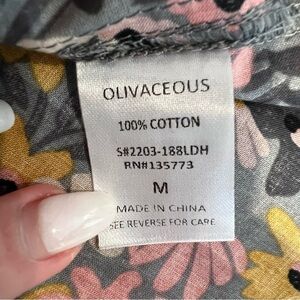 OLIVACEOUS
100% COTTON
S#2203-188LDH
RN#135773
M
MADE IN CHINA
SEE REVERSE FOR CARE